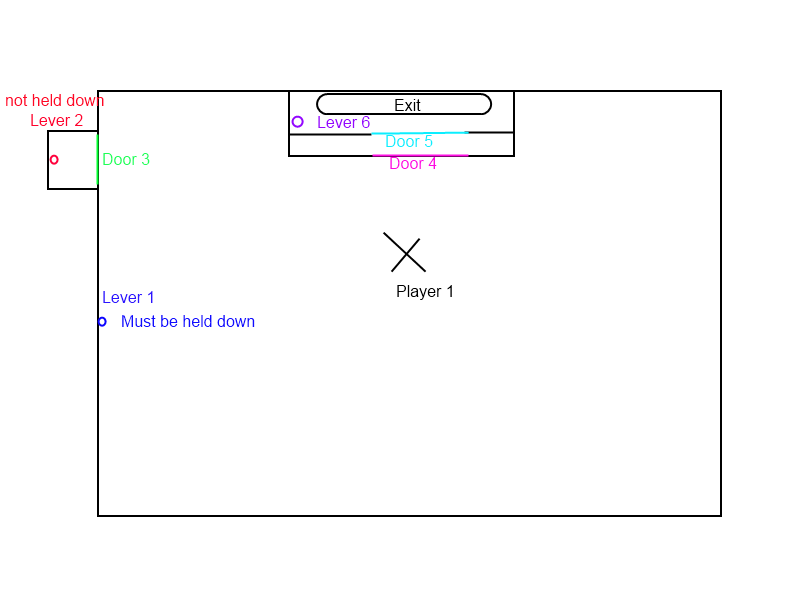 not held down
Lever 2
Exit
Lever 6
Door 5
Door 3
Door 4
Player 1
Lever 1
Must be held down